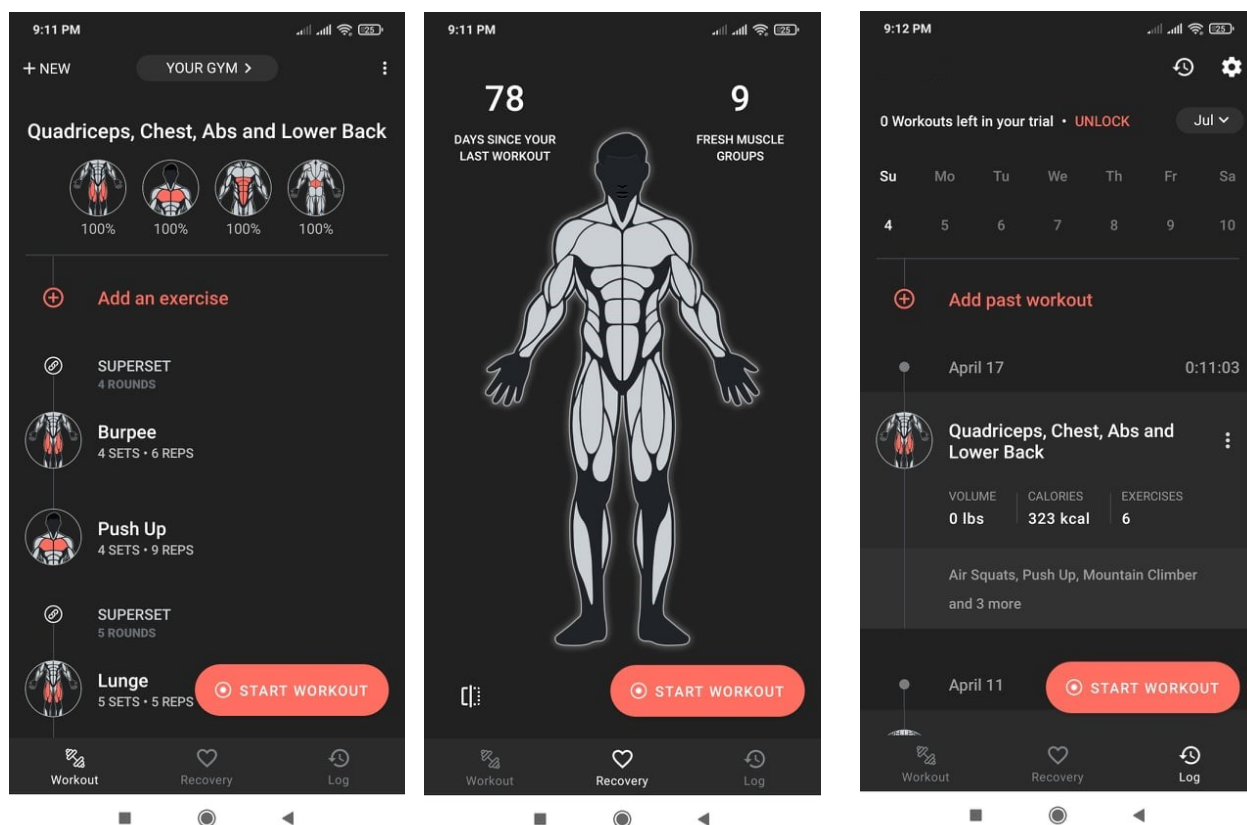 9:11 PM
25
+ NEW
YOUR GYM >
Quadriceps, Chest, Abs and Lower Back
100%
100%
100%
100%
Add an exercise
SUPERSET
4 ROUNDS
Burpee
4 SETS • 6 REPS
Push Up
4 SETS • 9 REPS
SUPERSET
5 ROUNDS
Lunge
5 SETS • 5 REPS
START WORKOUT
Workout
Recovery
Log
9:11 PM
25
78
DAYS SINCE YOUR
LAST WORKOUT
9
FRESH MUSCLE
GROUPS
START WORKOUT
Workout
Recovery
Log
9:12 PM
25
0 Workouts left in your trial • UNLOCK
Jul
Su Mo Tu We Th Fr Sa
4 5 6 7 8 9 10
Add past workout
April 17
0:11:03
Quadriceps, Chest, Abs and
Lower Back
VOLUME CALORIES EXERCISES
0 lbs 323 kcal 6
Air Squats, Push Up, Mountain Climber
and 3 more
April 11
START WORKOUT
Workout
Recovery
Log